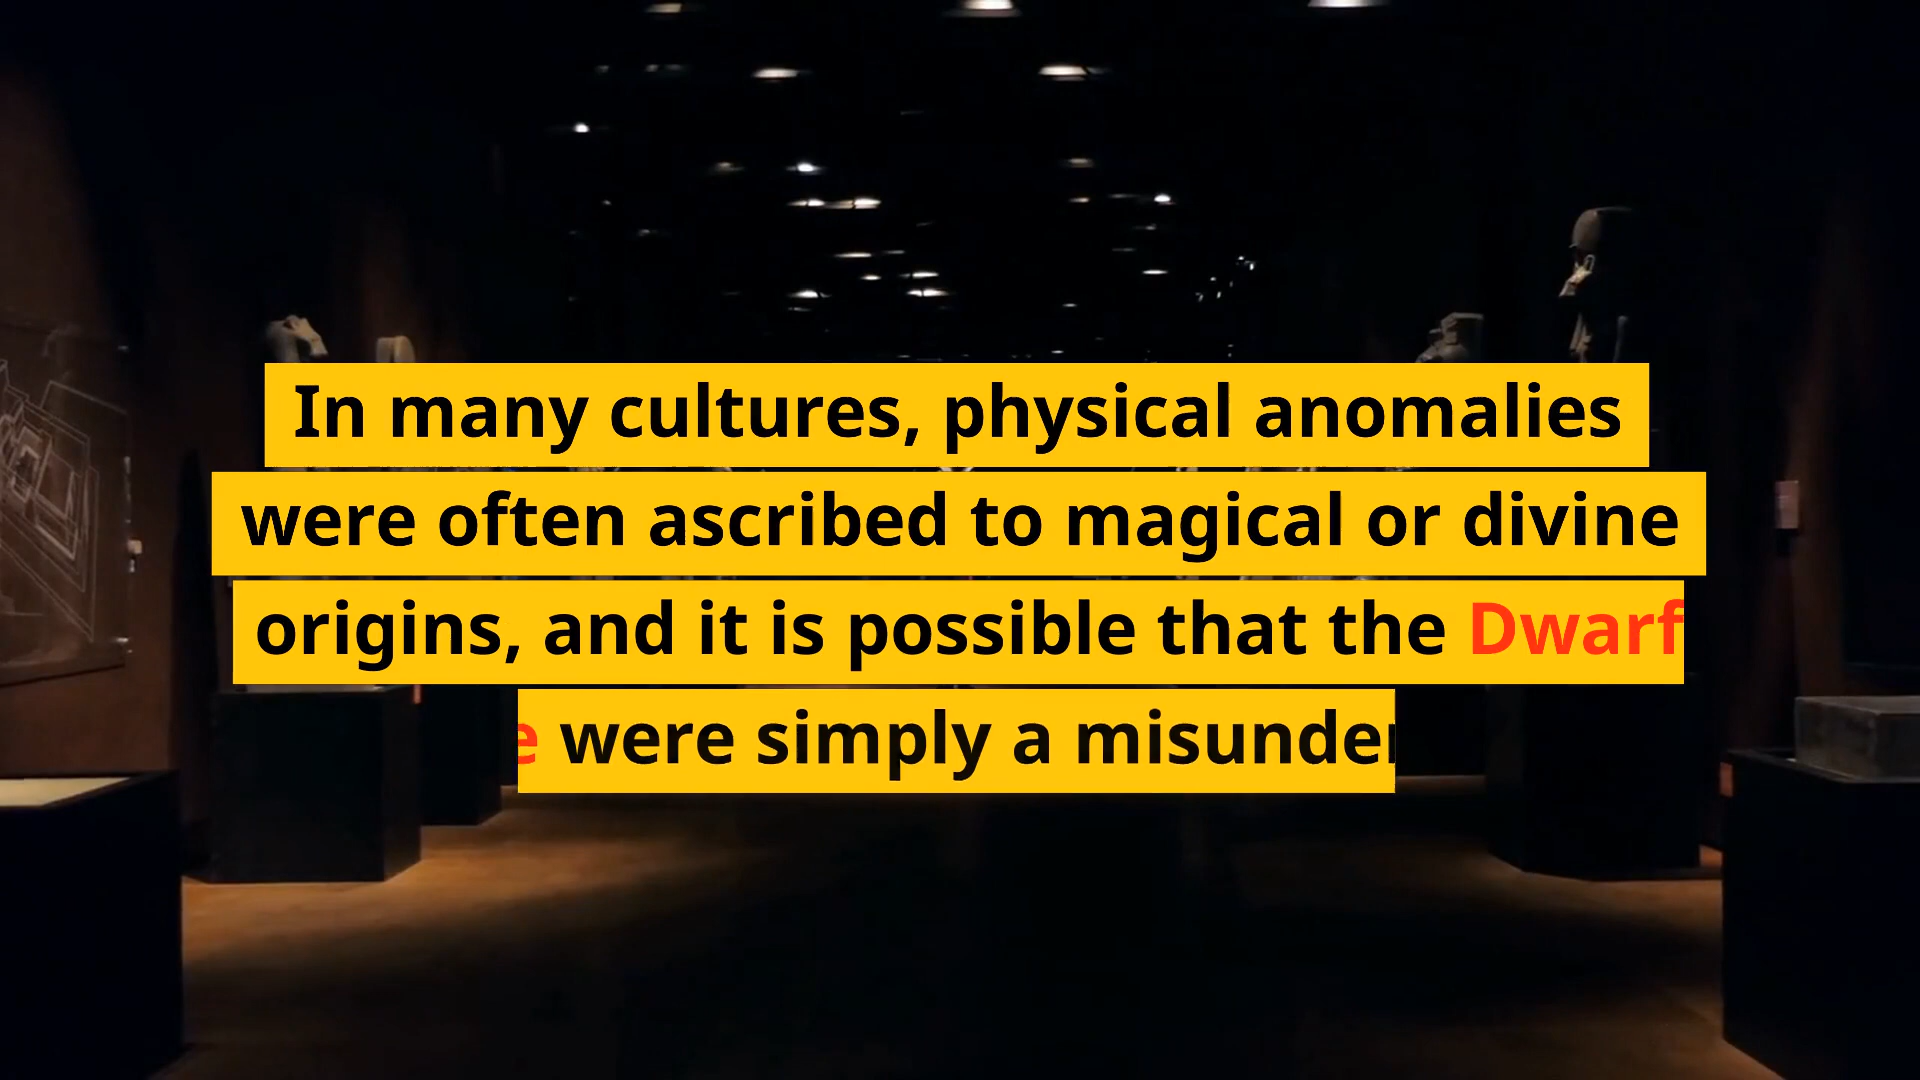 In many cultures, physical anomalies
were often ascribed to magical or divine
origins, and it is possible that the Dwarf
e were simply a misunder